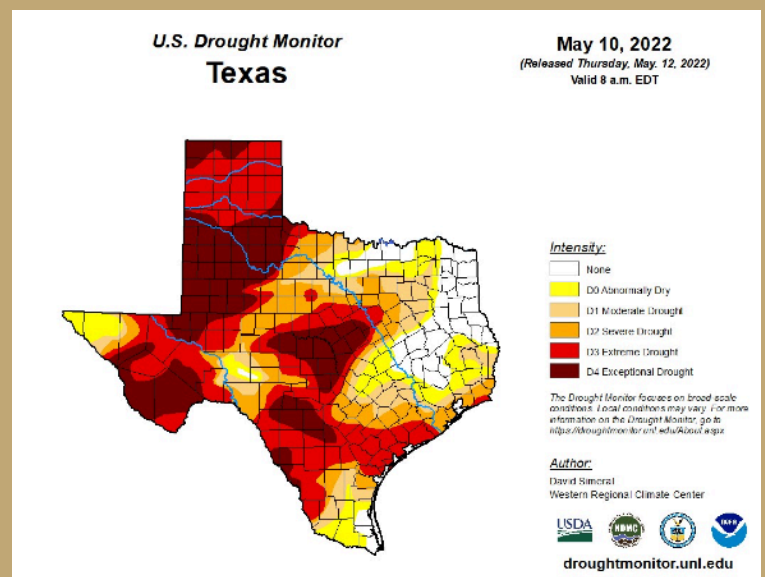 U.S. Drought Monitor
Texas
May 10, 2022
(Released Thursday, May. 12, 2022)
Valid 8 a.m. EDT
Intensity:
None
D0 Abnormally Dry
D1 Moderate Drought
D2 Severe Drought
D3 Extreme Drought
D4 Exceptional Drought
The Drought Monitor focuses on broad-scale
conditions. Local conditions may vary. For more
information on the Drought Monitor, go to
https://droughtmonitor.unl.edu/About.aspx
Author:
David Simeral
Western Regional Climate Center
USDA
NDMC
droughtmonitor.unl.edu